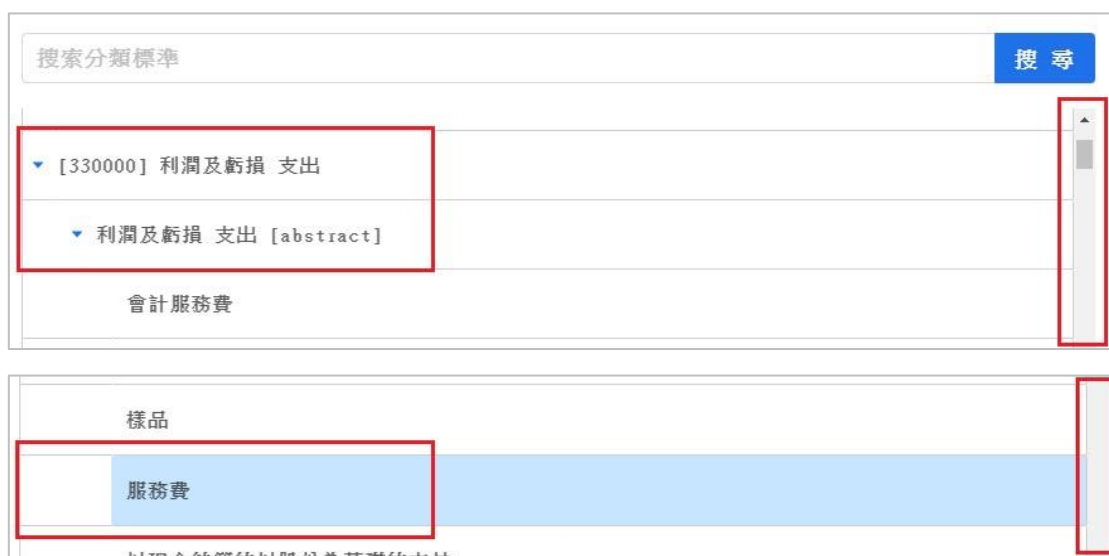 搜索分類標準
搜 尋
[330000] 利潤及虧損 支出
利潤及虧損 支出 [abstract]
會計服務費
樣品
服務費